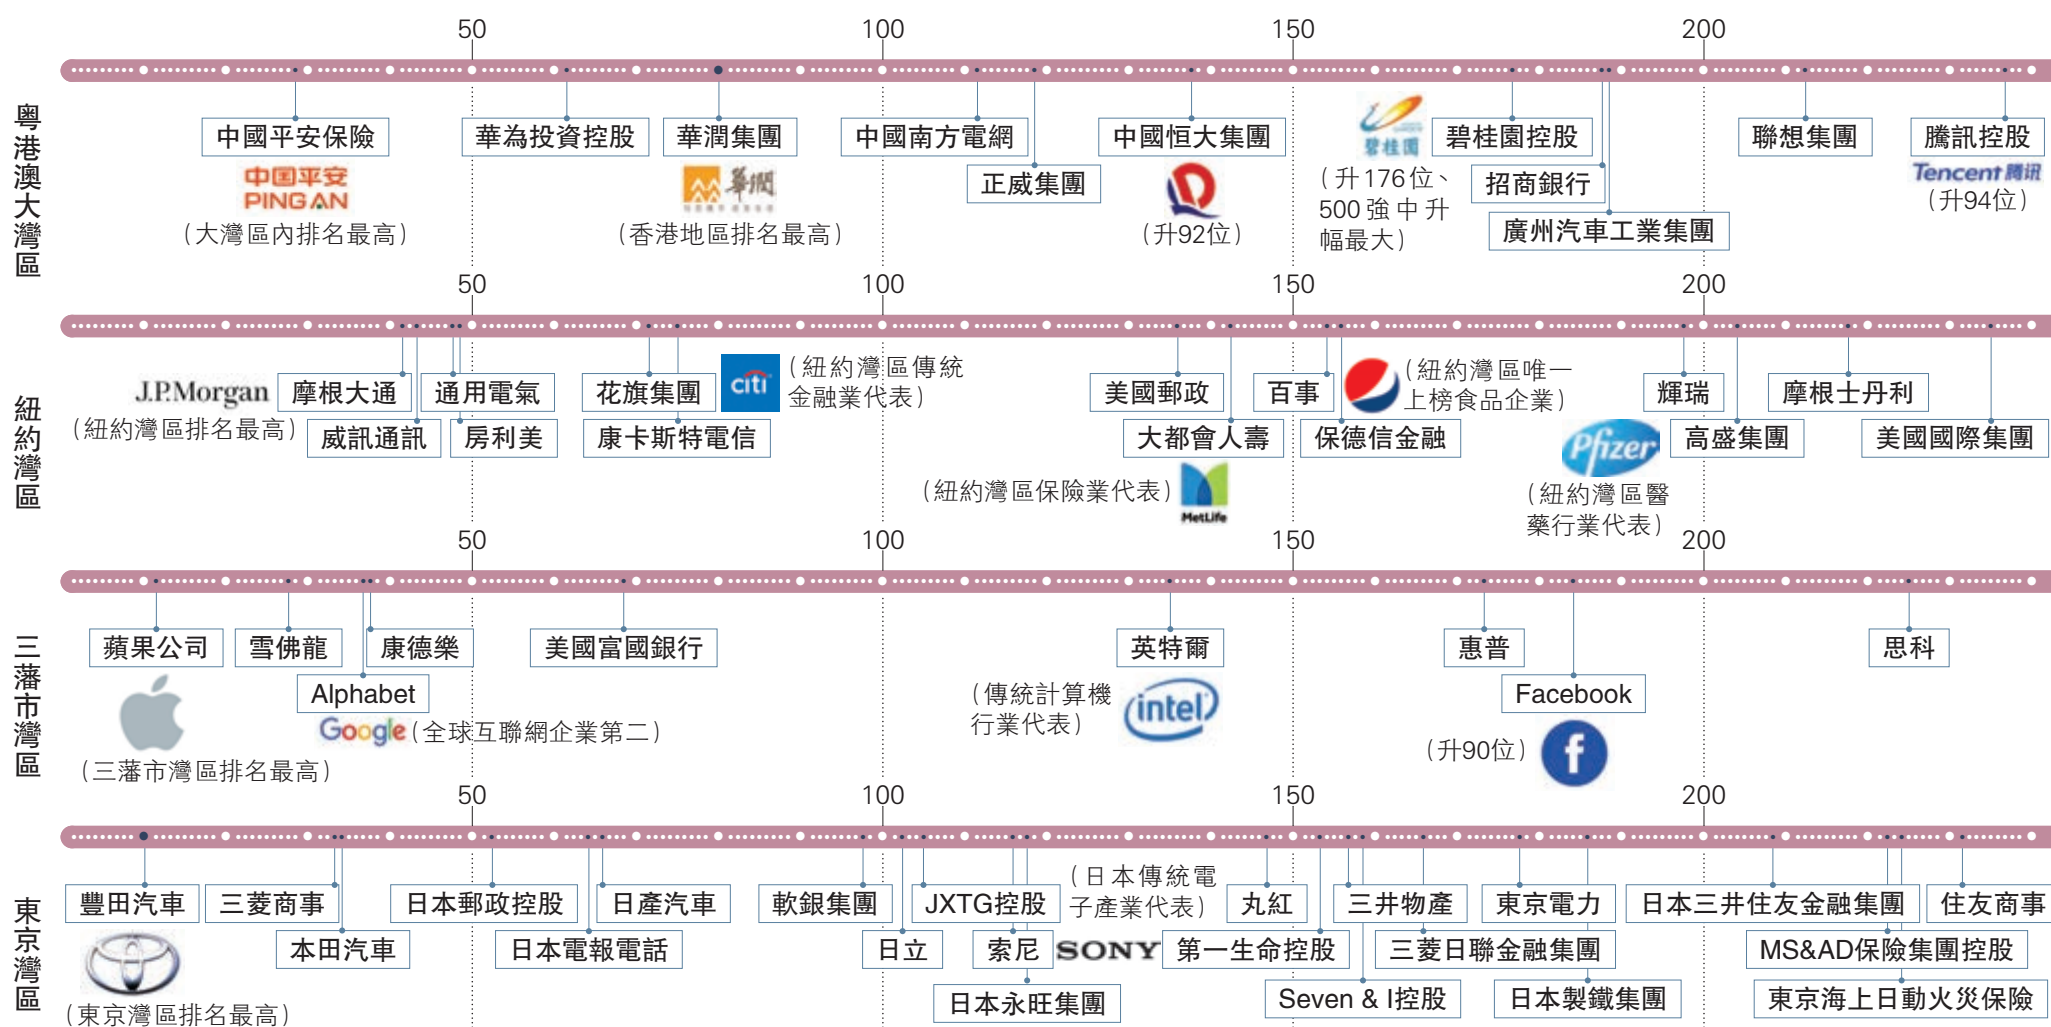 50 100 150 200
粵港澳大灣區
中國平安保險 華為投資控股 華潤集團 中國南方電網 中國恒大集團 碧桂園 碧桂園控股 聯想集團 騰訊控股
正威集團 招商銀行
中国平安
PING AN
華潤
Tencent 腾讯
(升176位、
500強中升
幅最大)
(升94位)
(大灣區內排名最高) (香港地區排名最高) (升92位) 廣州汽車工業集團
50 100 150 200
紐約灣區
J.P.Morgan 摩根大通 通用電氣 花旗集團 citi (紐約灣區傳統
金融業代表)
美國郵政 百事 (紐約灣區唯一
上榜食品企業)
輝瑞 摩根士丹利
(紐約灣區排名最高) 威訊通訊 房利美 康卡斯特電信 大都會人壽 保德信金融 Pfizer 高盛集團 美國國際集團
(紐約灣區保險業代表) MetLife
(紐約灣區醫
藥行業代表)
50 100 150 200
三藩市灣區
蘋果公司 雪佛龍 康德樂 美國富國銀行 英特爾 惠普 思科
Alphabet (傳統計算機
行業代表)
intel Facebook
Google (全球互聯網企業第二)
(升90位) f
(三藩市灣區排名最高)
50 100 150 200
東京灣區
豐田汽車 三菱商事 日本郵政控股 日產汽車 軟銀集團 JXTG控股 (日本傳統電
子產業代表)
丸紅 三井物產 東京電力 日本三井住友金融集團 住友商事
本田汽車 日本電報電話 日立 索尼 SONY 第一生命控股 三菱日聯金融集團 MS&AD保險集團控股
日本永旺集團 Seven & I控股 日本製鐵集團 東京海上日動火災保險
(東京灣區排名最高)